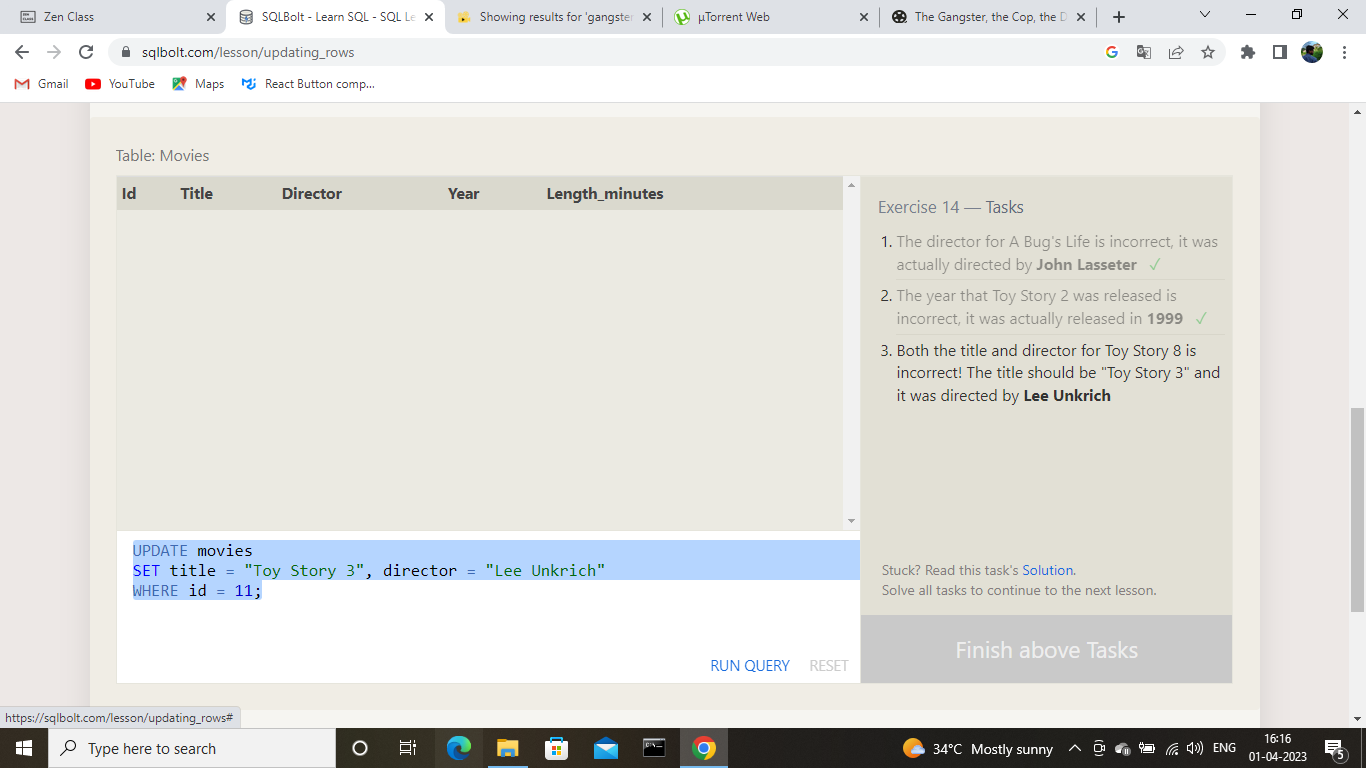 Zen Class
SQLBolt - Learn SQL - SQL Le
Showing results for 'gangster
µTorrent Web
The Gangster, the Cop, the D
sqlbolt.com/lesson/updating_rows
Gmail
YouTube
Maps
React Button comp...
Table: Movies
Id Title Director Year Length_minutes
Exercise 14 — Tasks
1. The director for A Bug's Life is incorrect, it was
actually directed by John Lasseter ✓
2. The year that Toy Story 2 was released is
incorrect, it was actually released in 1999 ✓
3. Both the title and director for Toy Story 8 is
incorrect! The title should be "Toy Story 3" and
it was directed by Lee Unkrich
UPDATE movies
SET title = "Toy Story 3", director = "Lee Unkrich"
WHERE id = 11;
RUN QUERY RESET
Stuck? Read this task's Solution.
Solve all tasks to continue to the next lesson.
Finish above Tasks
https://sqlbolt.com/lesson/updating_rows#
Type here to search
34°C Mostly sunny
ENG
16:16
01-04-2023
5